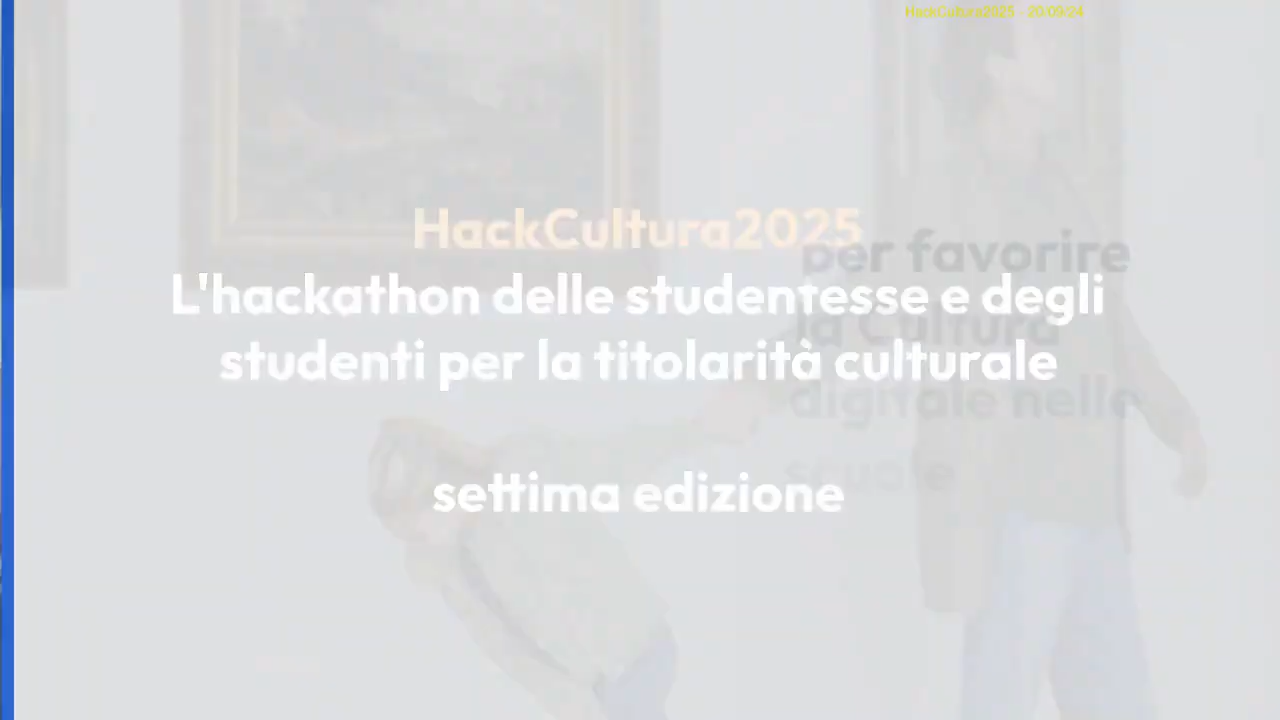 HackCultura2025 - 20/09/24
HackCultura2025
L'hackathon delle studentesse e degli
studenti per la titolarità culturale
settima edizione
per favorire
la Cultura
digitale nelle
scuole